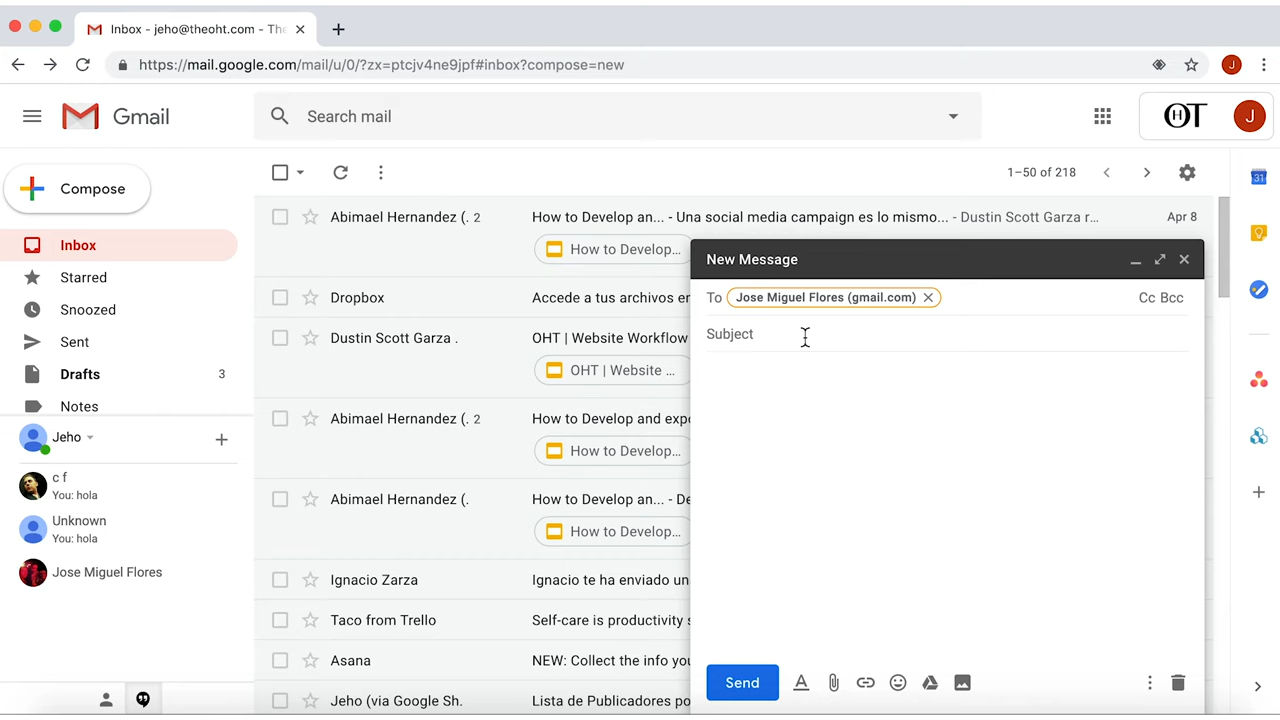 Inbox - jeho@theoht.com - The
https://mail.google.com/mail/u/0/?zx=ptcjv4ne9jpf#inbox?compose=new
J
Gmail
Search mail
OHT
J
Compose
1–50 of 218
31
Inbox
Starred
Snoozed
Sent
Drafts 3
Notes
Jeho
c f
You: hola
Unknown
You: hola
Jose Miguel Flores
Abimael Hernandez (. 2 How to Develop an... - Una social media campaign es lo mismo... - Dustin Scott Garza r... Apr 8
How to Develop...
Dropbox Accede a tus archivos
Dustin Scott Garza . OHT | Website Workflow
OHT | Website ...
Abimael Hernandez (. 2 How to Develop and
How to Develop...
Abimael Hernandez (. How to Develop an... -
How to Develop...
Ignacio Zarza Ignacio te ha enviado
Taco from Trello Self-care is productivity
Asana NEW: Collect the info
Jeho (via Google Sh. Lista de Publicadores
New Message
To Jose Miguel Flores (gmail.com) Cc Bcc
Subject
Send